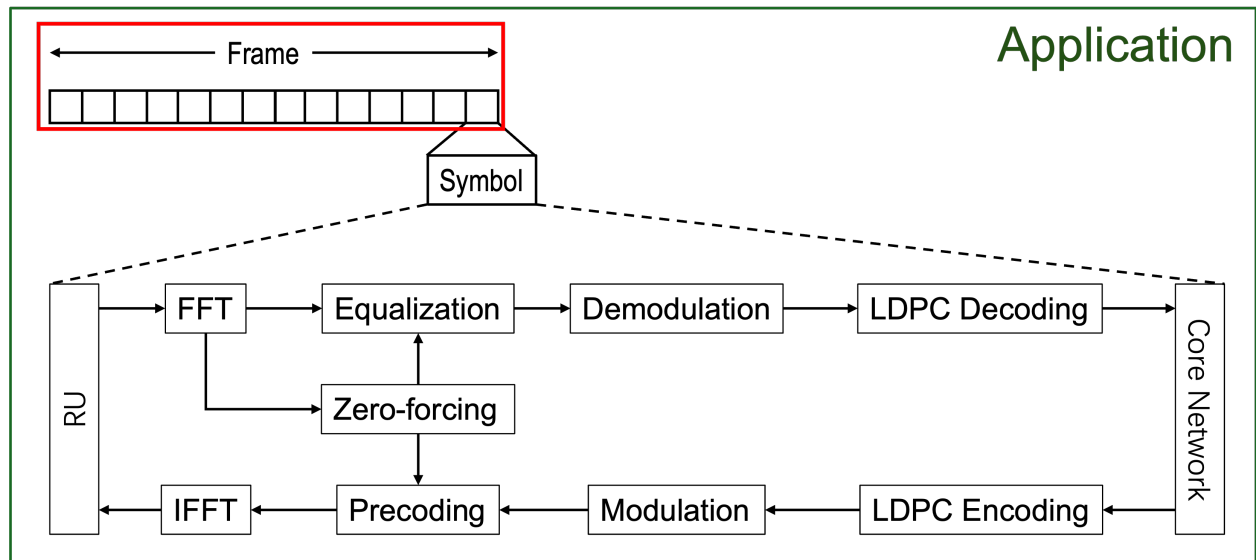 Application
Frame
Symbol
RU
FFT
Equalization
Demodulation
LDPC Decoding
Core Network
Zero-forcing
IFFT
Precoding
Modulation
LDPC Encoding